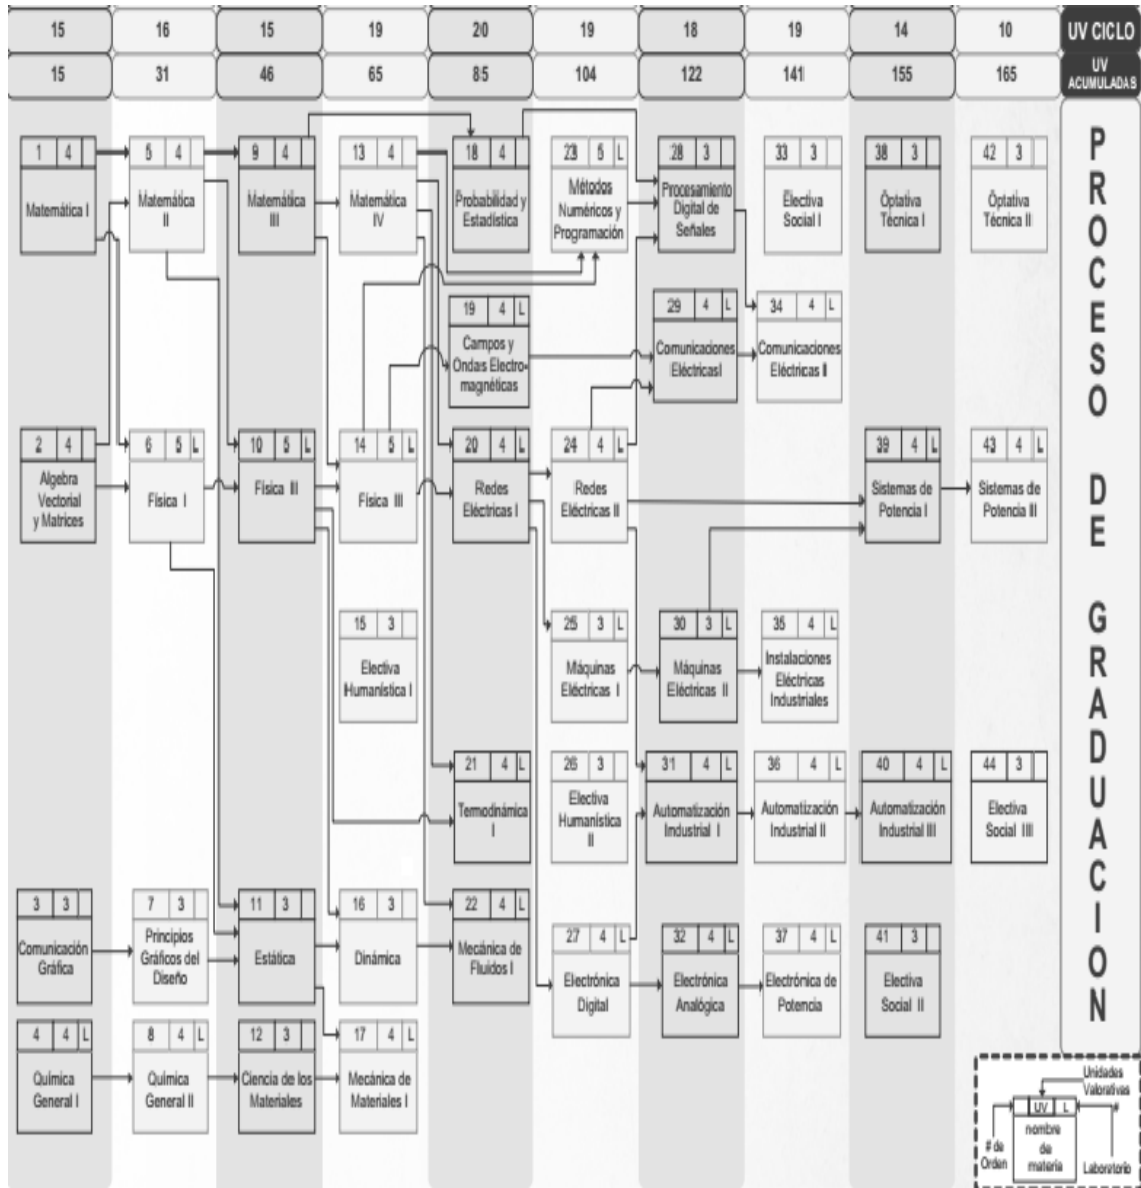 15 16 15 19 20 19 18 19 14 10 UV CICLO
15 31 46 65 85 104 122 141 155 165 UV
ACUMULADAS
1 4
Matemática I
5 4
Matemática
II
9 4
Matemática
III
13 4
Matemática
IV
18 4
Probabilidad y
Estadística
23 5 L
Métodos
Numéricos y
Programación
28 3
Procesamiento
Digital de
Señales
33 3
Electiva
Social I
38 3
Optativa
Técnica I
42 3
Optativa
Técnica II
19 4 L
Campos y
Ondas Electro-
magnéticas
29 4 L
Comunicaciones
Eléctricas I
34 4 L
Comunicaciones
Eléctricas II
2 4
Algebra
Vectorial
y Matrices
6 5 L
Física I
10 5 L
Física II
14 5 L
Física III
20 4 L
Redes
Eléctricas I
24 4 L
Redes
Eléctricas II
39 4 L
Sistemas de
Potencia I
43 4 L
Sistemas de
Potencia II
15 3
Electiva
Humanística I
25 3 L
Máquinas
Eléctricas I
30 3 L
Máquinas
Eléctricas II
35 4 L
Instalaciones
Eléctricas
Industriales
21 4 L
Termodinámica
I
26 3
Electiva
Humanística
II
31 4 L
Automatización
Industrial I
36 4 L
Automatización
Industrial II
40 4 L
Automatización
Industrial III
44 3
Electiva
Social III
3 3
Comunicación
Gráfica
7 3
Principios
Gráficos del
Diseño
11 3
Estática
16 3
Dinámica
22 4 L
Mecánica de
Fluidos I
27 4 L
Electrónica
Digital
32 4 L
Electrónica
Analógica
37 4 L
Electrónica de
Potencia
41 3
Electiva
Social II
4 4 L
Química
General I
8 4 L
Química
General II
12 3
Ciencia de los
Materiales
17 4 L
Mecánica de
Materiales I
PROCESO DE GRADUACION
Unidades
Valorativas
UV L #
nombre
de
materia
# de
Orden
Laboratorio